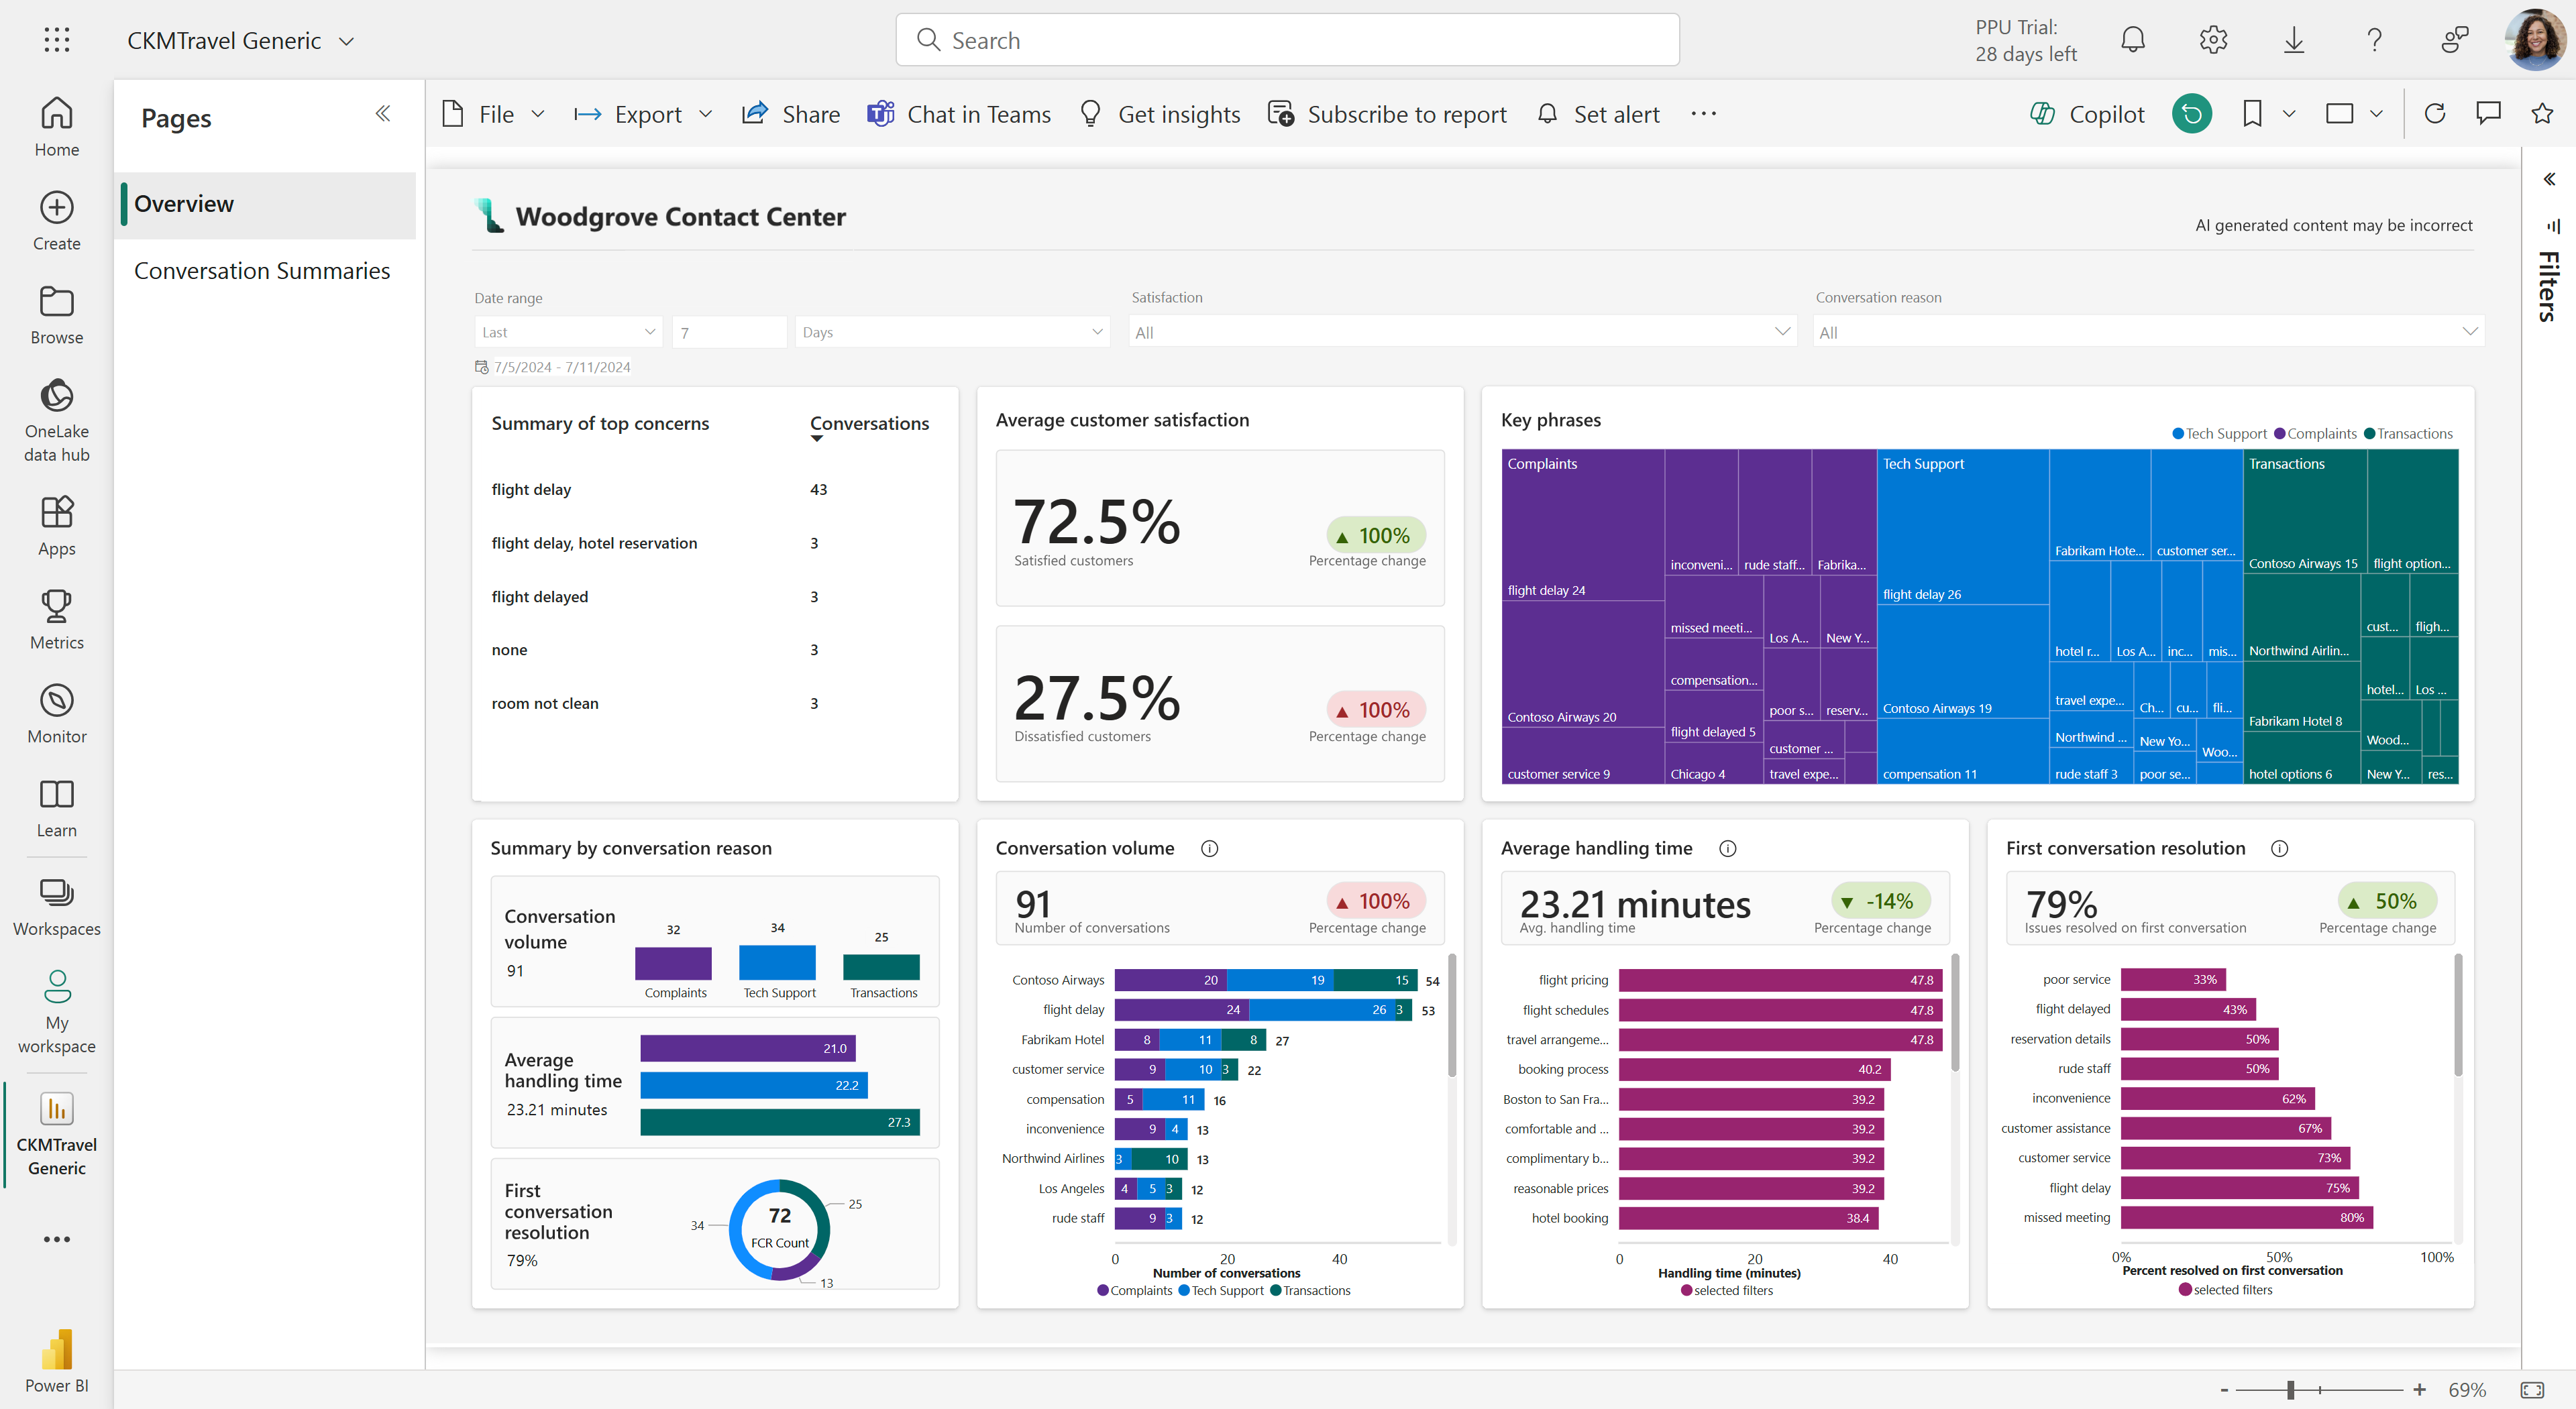 CKMTravel Generic
Search
PPU Trial:
28 days left
Home
Create
Browse
OneLake
data hub
Apps
Metrics
Monitor
Learn
Workspaces
My
workspace
CKMTravel
Generic
Power BI
Pages
Overview
Conversation Summaries
File
Export
Share
Chat in Teams
Get insights
Subscribe to report
Set alert
Copilot
Filters
Woodgrove Contact Center
AI generated content may be incorrect
Date range
Last
7
Days
7/5/2024 - 7/11/2024
Satisfaction
All
Conversation reason
All
Summary of top concerns Conversations
flight delay 43
flight delay, hotel reservation 3
flight delayed 3
none 3
room not clean 3
Average customer satisfaction
72.5%
Satisfied customers
100%
Percentage change
27.5%
Dissatisfied customers
100%
Percentage change
Key phrases
Tech Support Complaints Transactions
Complaints
flight delay 24
Contoso Airways 20
customer service 9
inconveni...
rude staff...
Fabrika...
missed meeti...
compensation...
flight delayed 5
Chicago 4
Los A...
New Y...
poor s...
reserv...
customer ...
travel expe...
Tech Support
flight delay 26
Contoso Airways 19
compensation 11
Fabrikam Hote...
customer ser...
hotel r...
Los A...
inc...
mis...
travel expe...
Northwind ...
rude staff 3
Ch...
cu...
fli...
New Yo...
poor se...
Woo...
Transactions
Contoso Airways 15
Northwind Airlin...
Fabrikam Hotel 8
hotel options 6
flight option...
cust...
fligh...
hotel...
Los ...
Wood...
New Y...
res...
Summary by conversation reason
Conversation
volume
91
32
Complaints
34
Tech Support
25
Transactions
Average
handling time
23.21 minutes
21.0
22.2
27.3
First
conversation
resolution
79%
72
FCR Count
34
25
13
Conversation volume
91
Number of conversations
100%
Percentage change
Contoso Airways 20 19 15 54
flight delay 24 26 3 53
Fabrikam Hotel 8 11 8 27
customer service 9 10 3 22
compensation 5 11 16
inconvenience 9 4 13
Northwind Airlines 3 10 13
Los Angeles 4 5 3 12
rude staff 9 3 12
0 20 40
Number of conversations
Complaints Tech Support Transactions
Average handling time
23.21 minutes
Avg. handling time
-14%
Percentage change
flight pricing 47.8
flight schedules 47.8
travel arrangeme... 47.8
booking process 40.2
Boston to San Fra... 39.2
comfortable and ... 39.2
complimentary b... 39.2
reasonable prices 39.2
hotel booking 38.4
0 20 40
Handling time (minutes)
selected filters
First conversation resolution
79%
Issues resolved on first conversation
50%
Percentage change
poor service 33%
flight delayed 43%
reservation details 50%
rude staff 50%
inconvenience 62%
customer assistance 67%
customer service 73%
flight delay 75%
missed meeting 80%
0% 50% 100%
Percent resolved on first conversation
selected filters
- + 69%